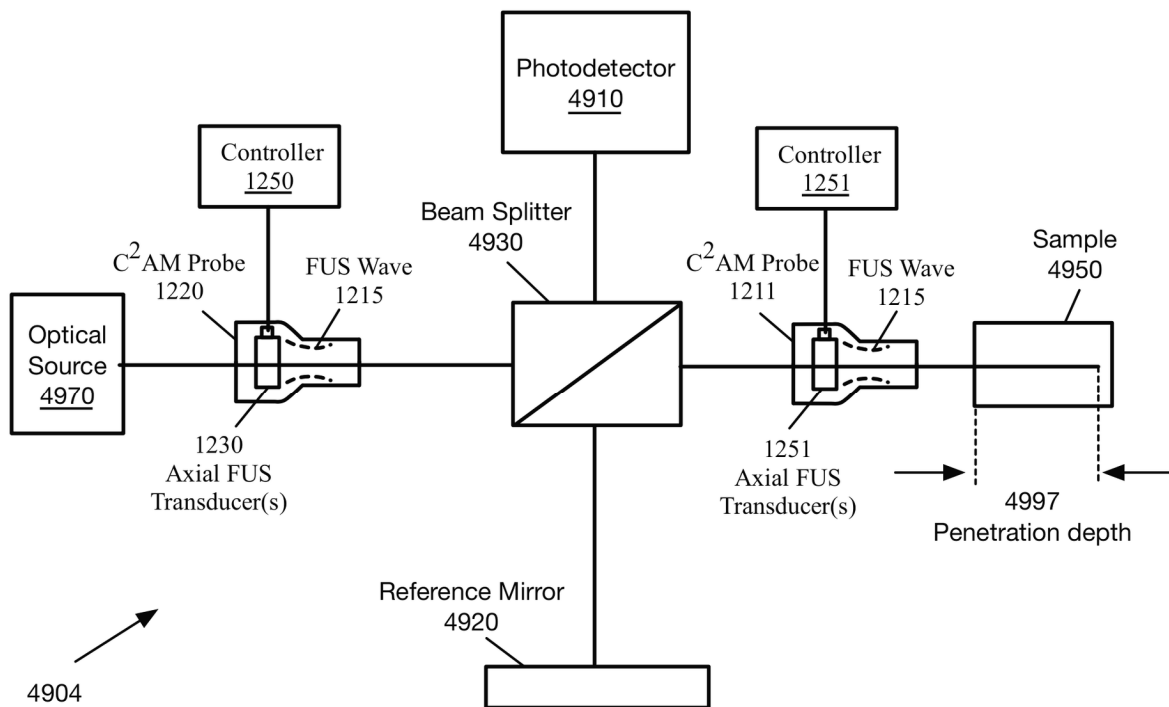 Photodetector
4910
Controller
1250
Controller
1251
Beam Splitter
4930
Sample
4950
C²AM Probe
1220
FUS Wave
1215
C²AM Probe
1211
FUS Wave
1215
Optical
Source
4970
1230
Axial FUS
Transducer(s)
1251
Axial FUS
Transducer(s)
4997
Penetration depth
Reference Mirror
4920
4904